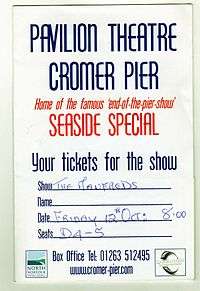 PAVILION THEATRE
CROMER PIER
Home of the famous 'end-of-the-pier-show'
SEASIDE SPECIAL
Your tickets for the show
Show THE MANFREDS
Name
Date FRIDAY 12th Oct: 8.00
Seats D4-5
NORTH NORFOLK
Box Office Tel: 01263 512495
www.cromer-pier.com